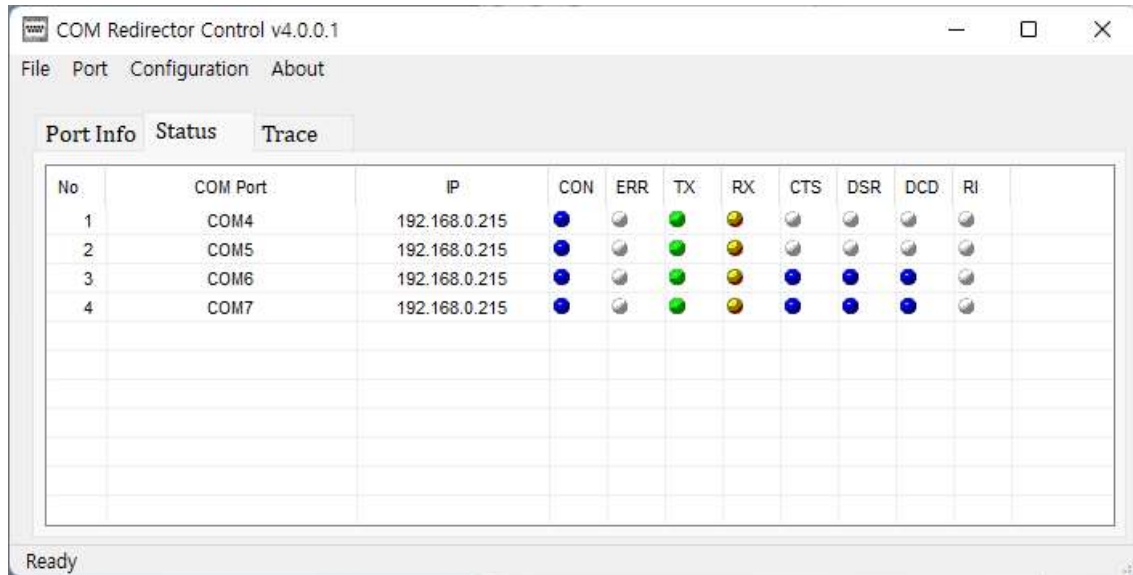 COM Redirector Control v4.0.0.1
File Port Configuration About
Port Info Status Trace
No COM Port IP CON ERR TX RX CTS DSR DCD RI
1 COM4 192.168.0.215
2 COM5 192.168.0.215
3 COM6 192.168.0.215
4 COM7 192.168.0.215
Ready